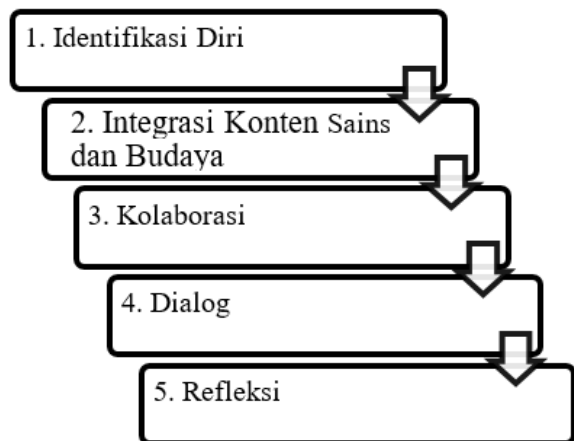 1. Identifikasi Diri
2. Integrasi Konten Sains
dan Budaya
3. Kolaborasi
4. Dialog
5. Refleksi